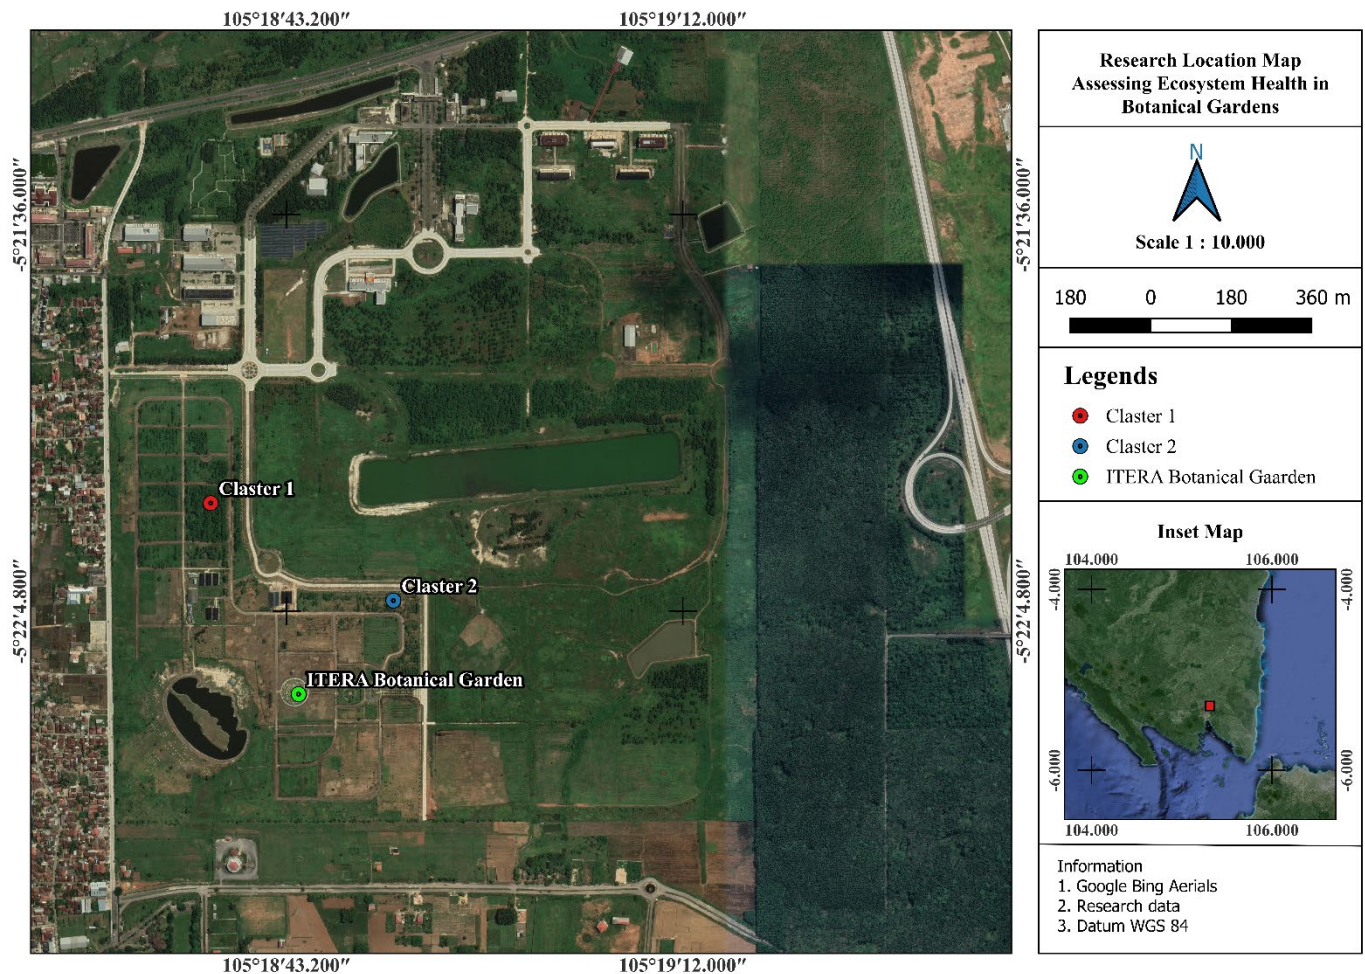 105°18′43.200″
105°19′12.000″
-5°21′36.000″
-5°21′36.000″
-5°22′4.800″
-5°22′4.800″
Claster 1
Claster 2
ITERA Botanical Garden
105°18′43.200″
105°19′12.000″
Research Location Map
Assessing Ecosystem Health in
Botanical Gardens
N
Scale 1 : 10.000
180 0 180 360 m
Legends
Claster 1
Claster 2
ITERA Botanical Gaarden
Inset Map
104.000 106.000
-4.000 -4.000
-6.000 -6.000
104.000 106.000
Information
1. Google Bing Aerials
2. Research data
3. Datum WGS 84